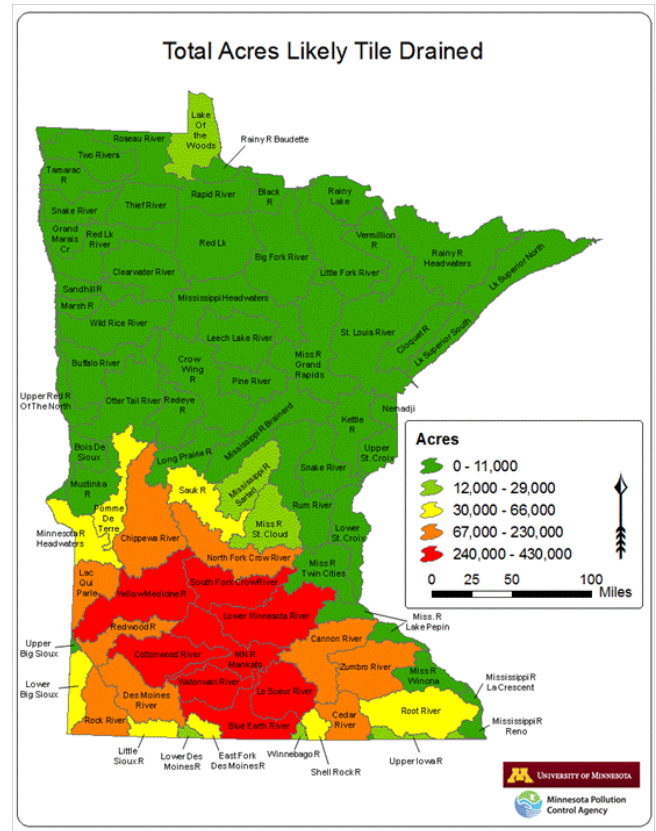 Total Acres Likely Tile Drained
Lake
Of
the
Woods
Roseau River
Rainy R Baudette
Two Rivers
Tamarac
R
Rapid River
Black
R
Rainy
Lake
Snake River
Thief River
Grand
Marais
Cr
Red Lk
River
Red Lk
Vermillion
R
Big Fork River
Rainy R
Headwaters
Lk Superior North
Clearwater River
Little Fork River
Sandhill R
Marsh R
Mississippi Headwaters
Wild Rice River
St. Louis River
Cloquet R
Lk Superior South
Leech Lake River
Buffalo River
Crow
Wing
R
Miss R
Grand
Rapids
Pine River
Upper Red R
Of The North
Otter Tail River
Redeye
R
Mississippi R Brainerd
Kettle
R
Nemadji
Bois De
Sioux
Long Prairie R
Upper
St. Croix
Mustinka
R
Snake River
Sauk R
Mississippi R
Sartell
Pomme
De
Terre
Rum River
Minnesota R
Headwaters
Chippewa River
Miss R
St. Cloud
Lower
St. Croix
North Fork Crow River
Lac
Qui
Parle
Miss R
Twin Cities
Yellow Medicine R
South Fork Crow River
Lower Minnesota River
Miss. R
Lake Pepin
Redwood R
Upper
Big Sioux
Cottonwood River
MN R
Mankato
Cannon River
Zumbro River
Miss R
Winona
Mississippi R
La Crescent
Lower
Big Sioux
Des Moines
River
Watonwan River
Le Sueur River
Root River
Rock River
Blue Earth River
Cedar
River
Mississippi R
Reno
Little
Sioux R
Lower Des
Moines R
East Fork
Des Moines R
Winnebago R
Shell Rock R
Upper Iowa R
Acres
0 - 11,000
12,000 - 29,000
30,000 - 66,000
67,000 - 230,000
240,000 - 430,000
0 25 50 100
Miles
M
UNIVERSITY OF MINNESOTA
Minnesota Pollution
Control Agency